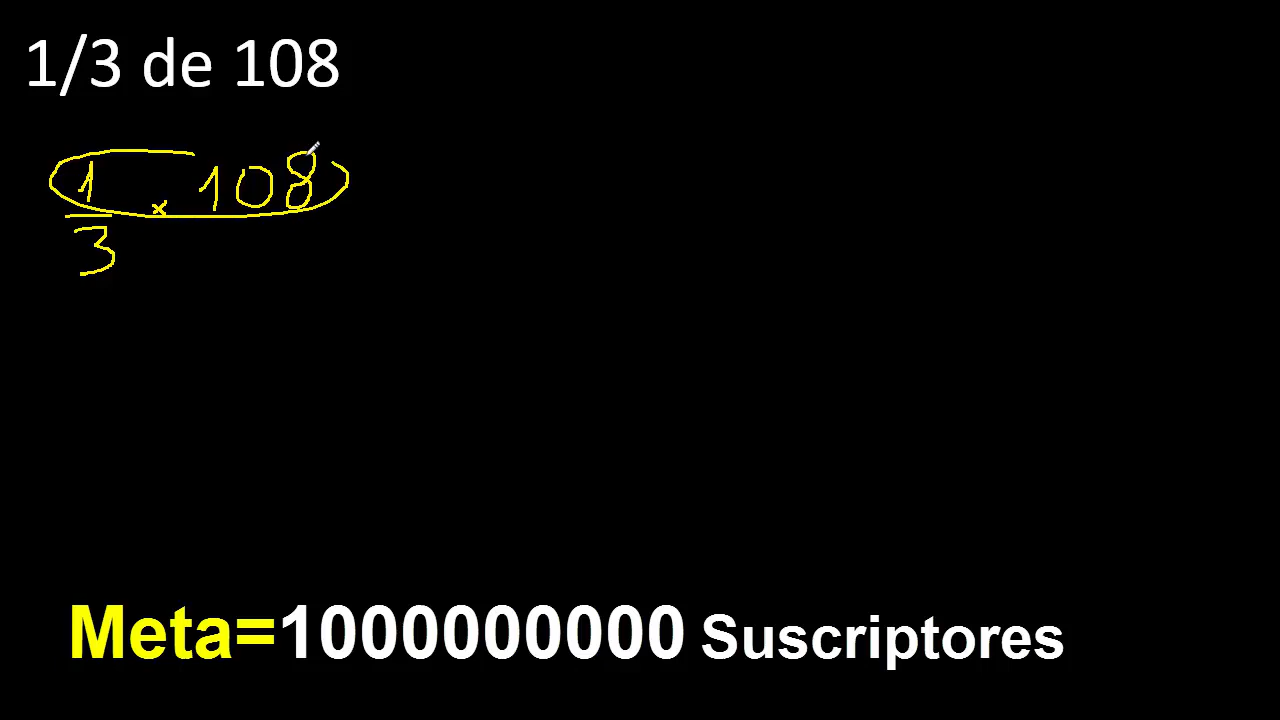 1/3 de 108
1 × 108
3
Meta=1000000000 Suscriptores